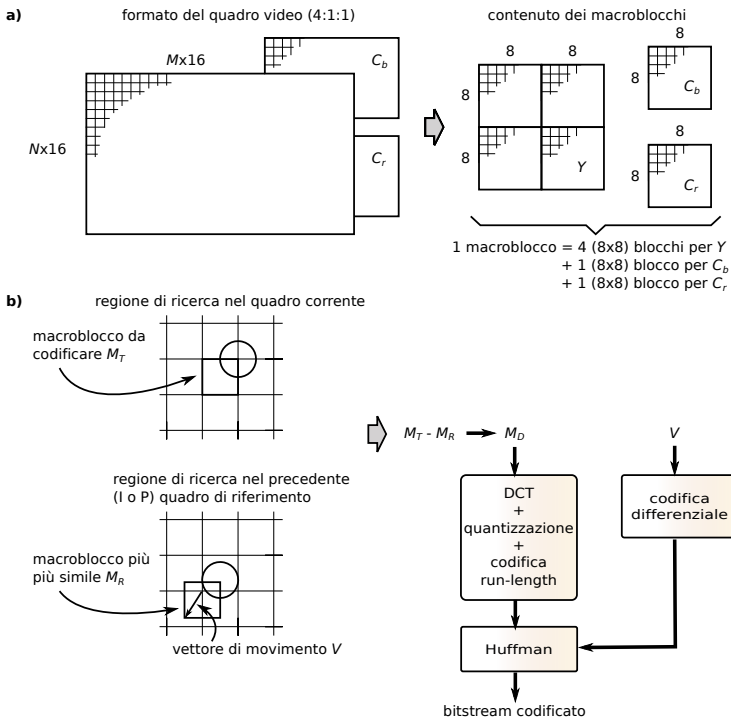 a)
formato del quadro video (4:1:1)
contenuto dei macroblocchi
Mx16
Nx16
Cb
Cr
8 8
8
8
Y
8
8
Cb
8
8
Cr
1 macroblocco = 4 (8x8) blocchi per Y
+ 1 (8x8) blocco per Cb
+ 1 (8x8) blocco per Cr
b)
regione di ricerca nel quadro corrente
macroblocco da
codificare MT
regione di ricerca nel precedente
(I o P) quadro di riferimento
macroblocco più
più simile MR
vettore di movimento V
MT - MR
MD
V
DCT
+
quantizzazione
+
codifica
run-length
codifica
differenziale
Huffman
bitstream codificato